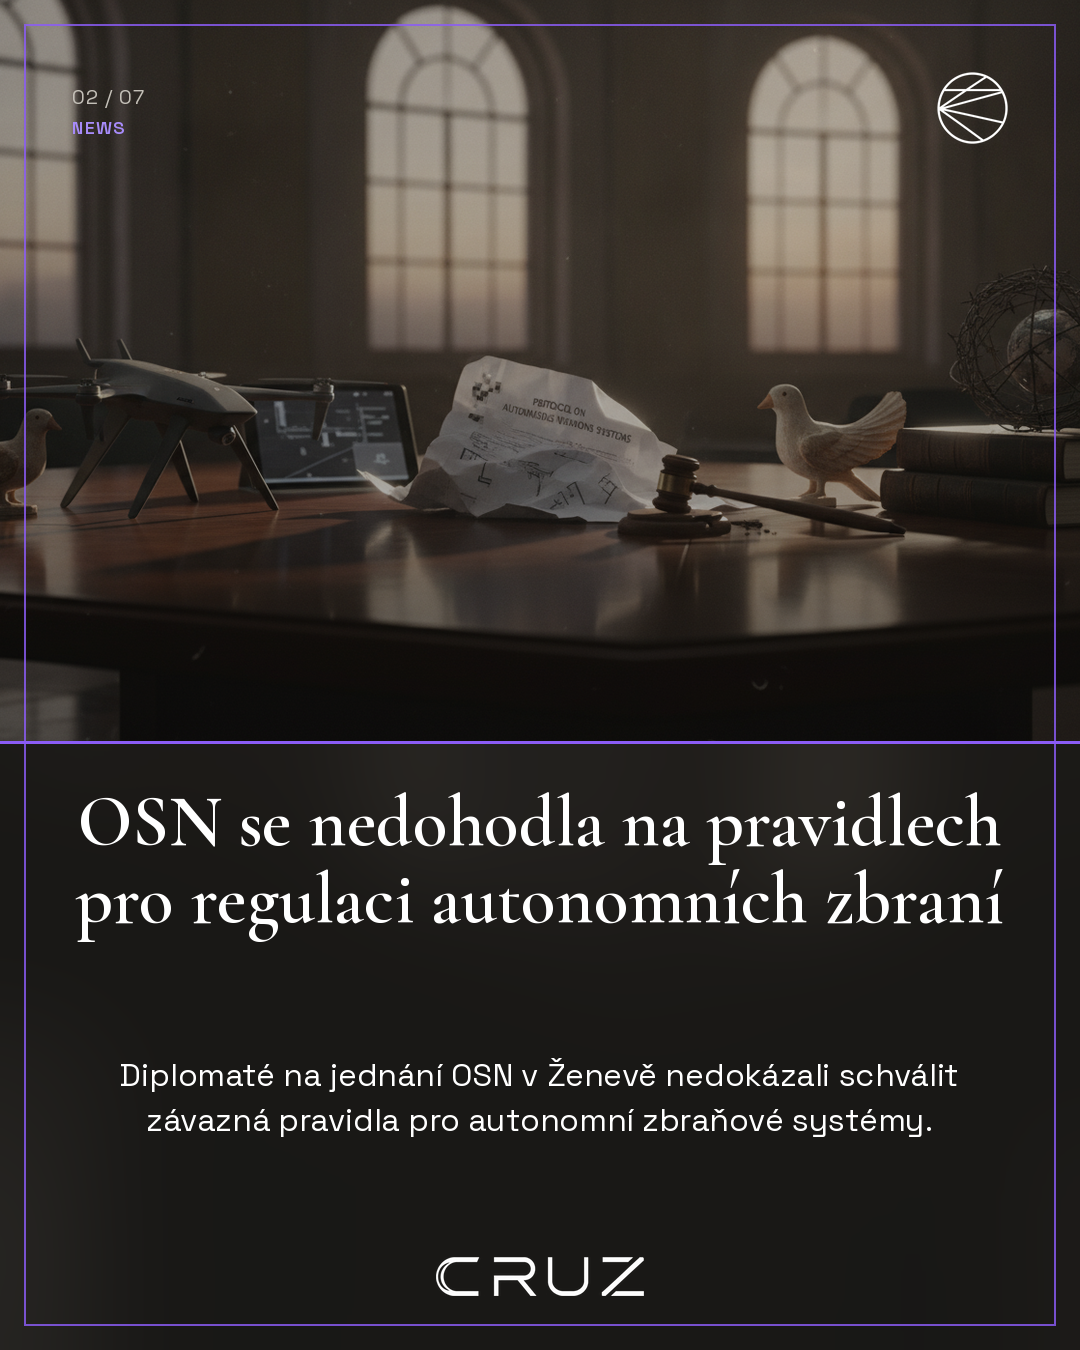 02 / 07
NEWS
OSN se nedohodla na pravidlech
pro regulaci autonomních zbraní
Diplomaté na jednání OSN v Ženevě nedokázali schválit
závazná pravidla pro autonomní zbraňové systémy.
CRUZ